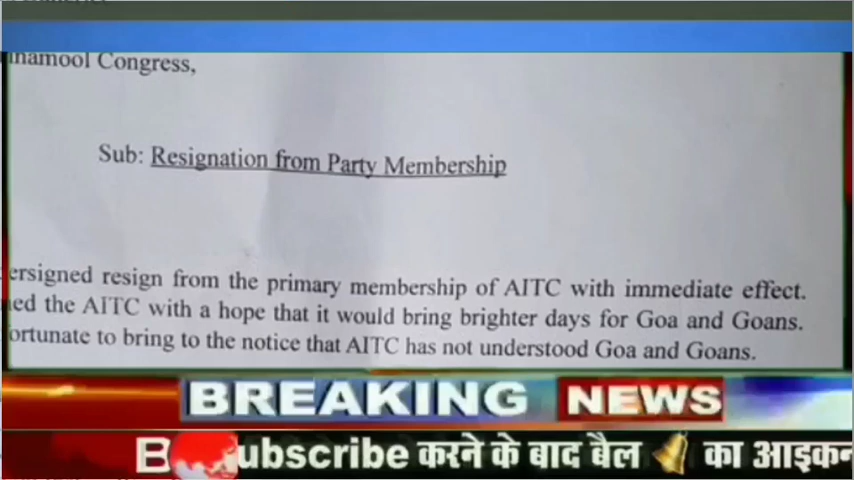 namool Congress,
Sub: Resignation from Party Membership
ersigned resign from the primary membership of AITC with immediate effect.
ed the AITC with a hope that it would bring brighter days for Goa and Goans.
ortunate to bring to the notice that AITC has not understood Goa and Goans.
BREAKING NEWS
B ubscribe करने के बाद बैल का आइकन